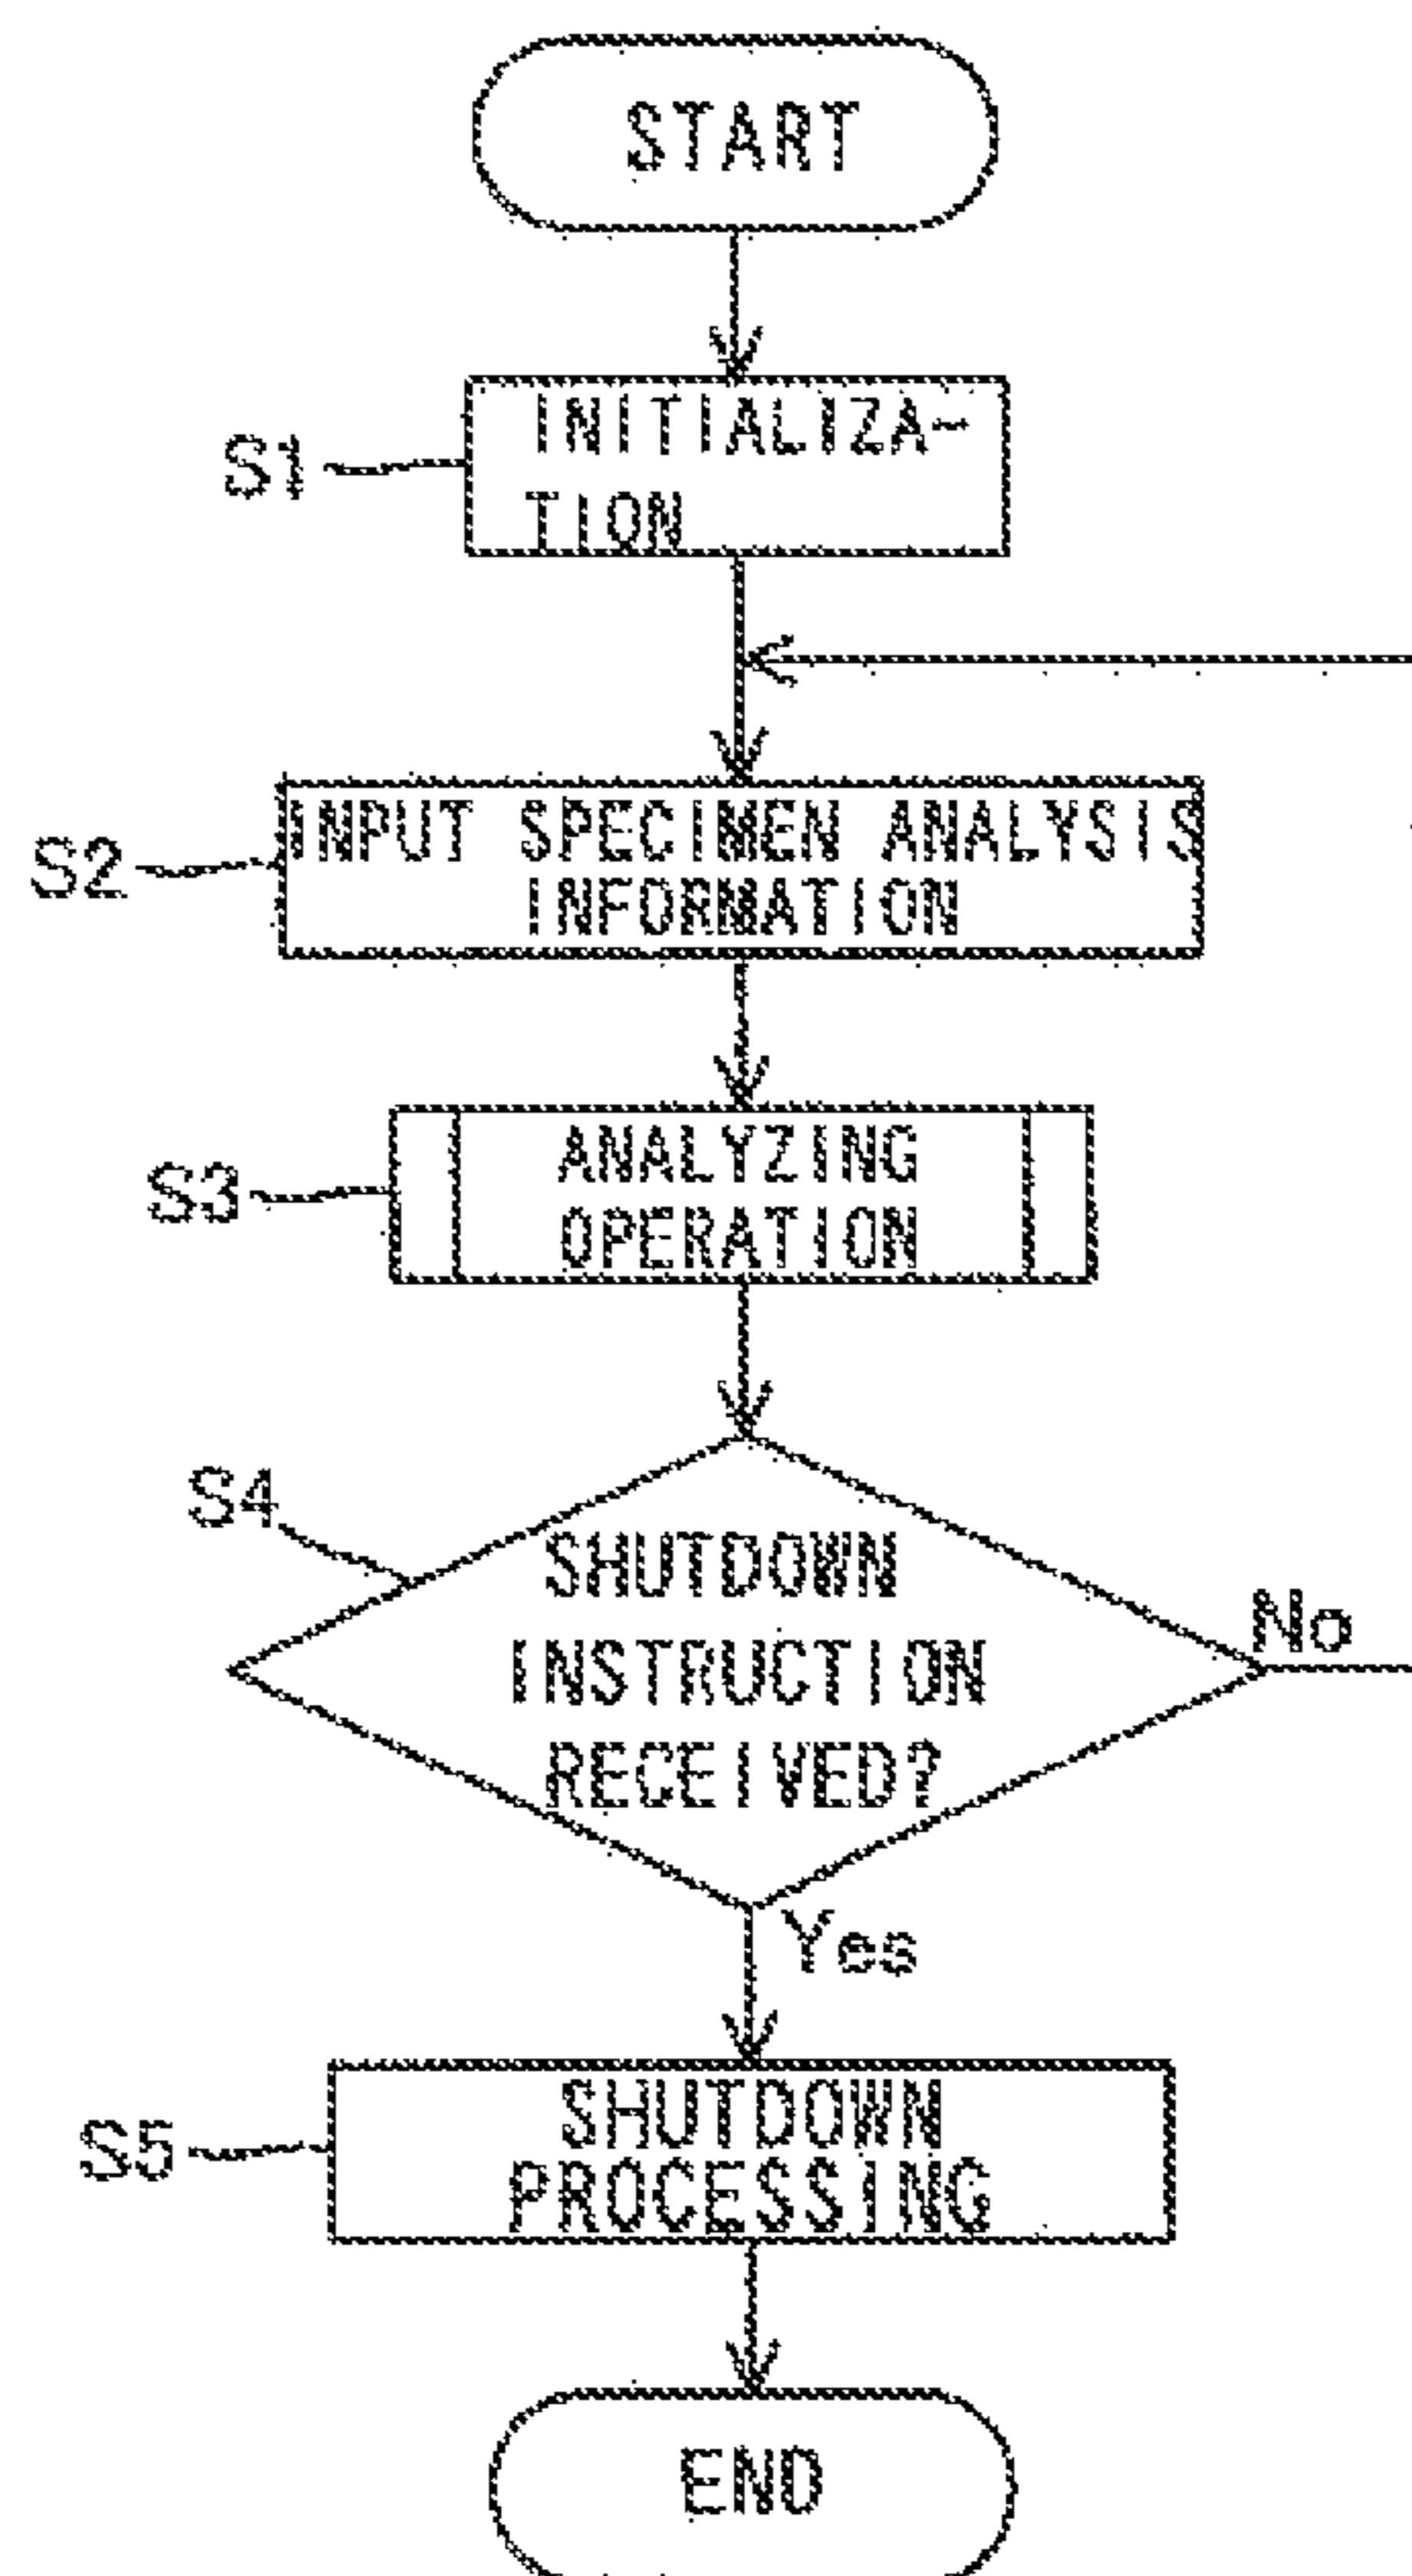 START
S1
INITIALIZA-
TION
S2
INPUT SPECIMEN ANALYSIS
INFORMATION
S3
ANALYZING
OPERATION
S4
SHUTDOWN
INSTRUCTION
RECEIVED?
No
Yes
S5
SHUTDOWN
PROCESSING
END